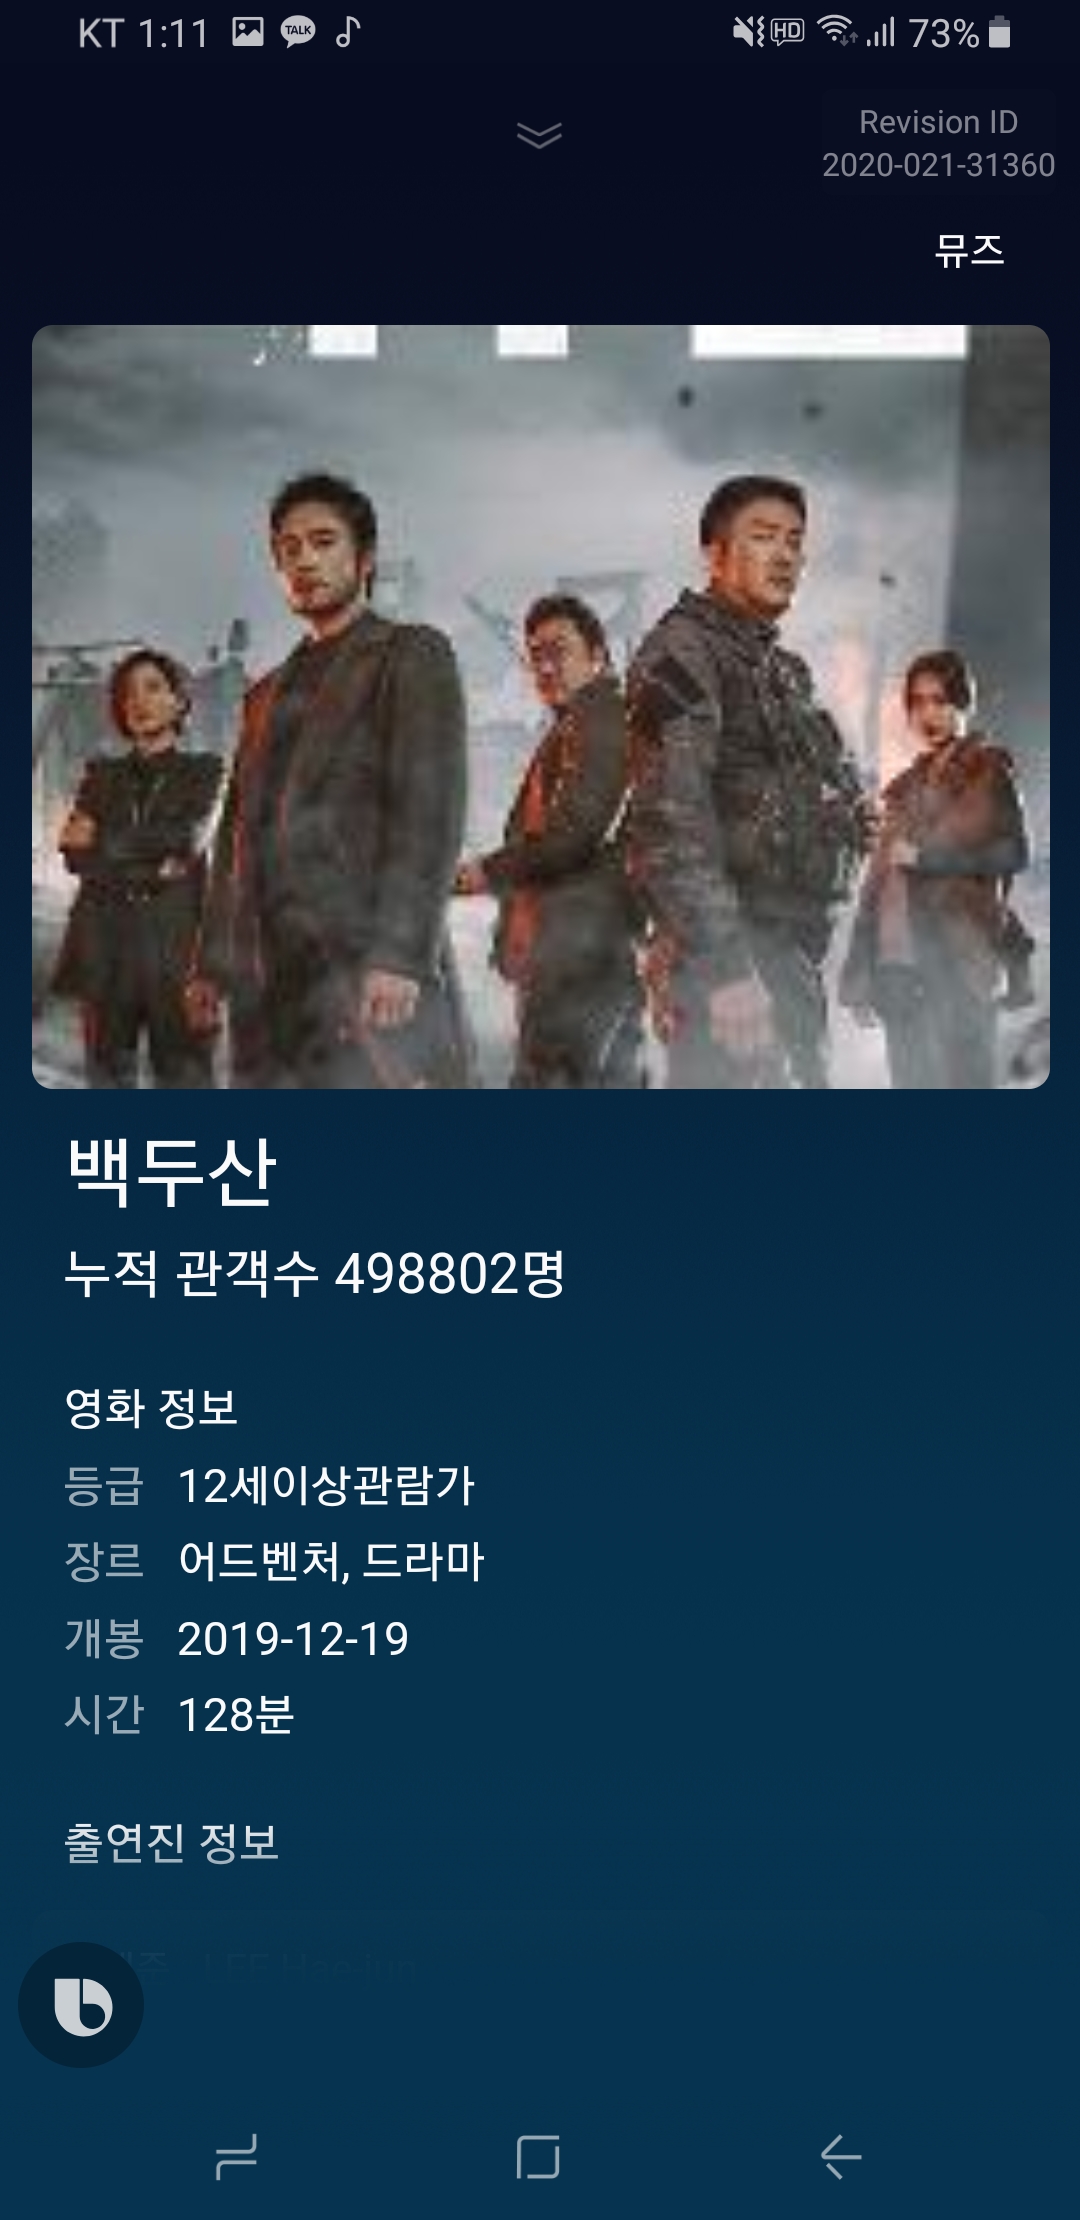 KT 1:11 TALK HD 73%
Revision ID
2020-021-31360
뮤즈
백두산
누적 관객수 498802명
영화 정보
등급 12세이상관람가
장르 어드벤처, 드라마
개봉 2019-12-19
시간 128분
출연진 정보
LEE Hae-jun